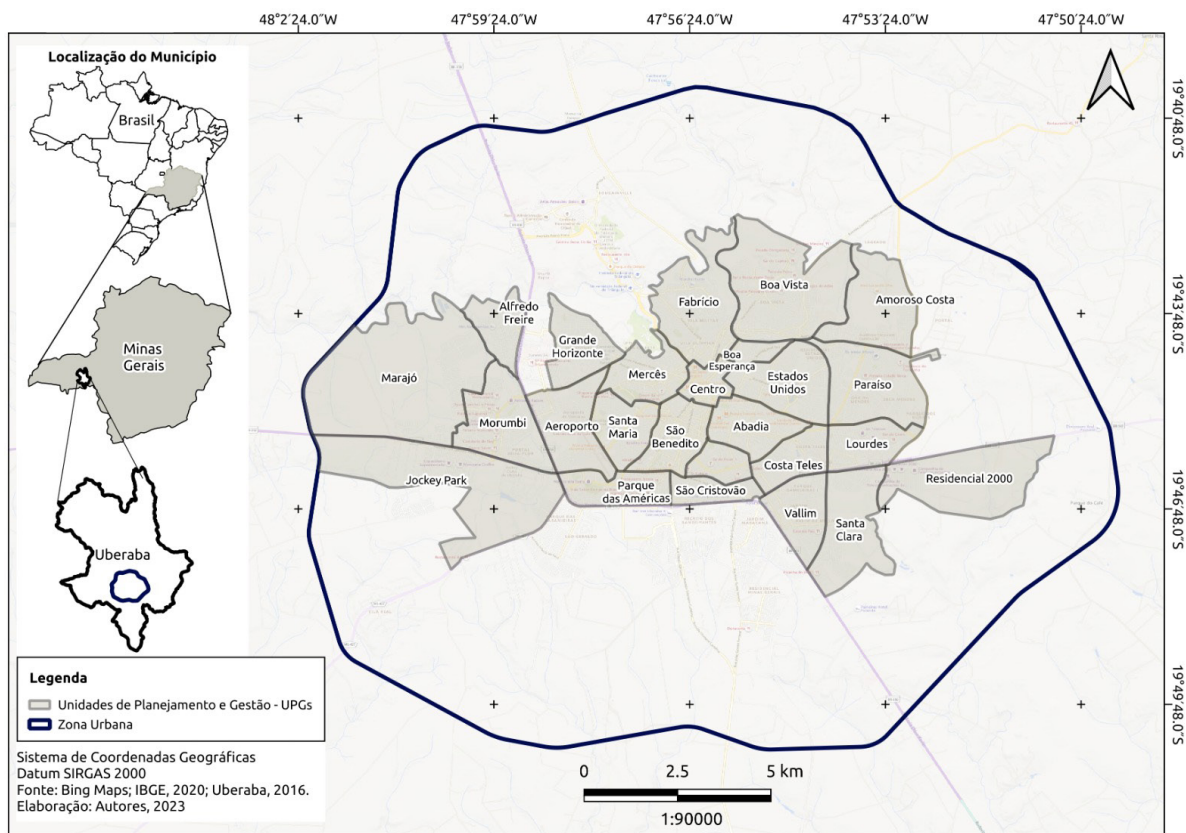 48°2′24.0″W
47°59′24.0″W
47°56′24.0″W
47°53′24.0″W
47°50′24.0″W
Localização do Município
Brasil
Minas
Gerais
Uberaba
19°40′48.0″S
19°43′48.0″S
19°46′48.0″S
19°49′48.0″S
Boa Vista
Fabrício
Amoroso Costa
Alfredo
Freire
Grande
Horizonte
Boa
Esperança
Marajó
Mercês
Centro
Estados
Unidos
Paraíso
Morumbi
Aeroporto
Santa
Maria
São
Benedito
Abadia
Lourdes
Costa Teles
Jockey Park
Parque
das Américas
São Cristovão
Residencial 2000
Vallim
Santa
Clara
Legenda
Unidades de Planejamento e Gestão - UPGs
Zona Urbana
Sistema de Coordenadas Geográficas
Datum SIRGAS 2000
Fonte: Bing Maps; IBGE, 2020; Uberaba, 2016.
Elaboração: Autores, 2023
0 2.5 5 km
1:90000